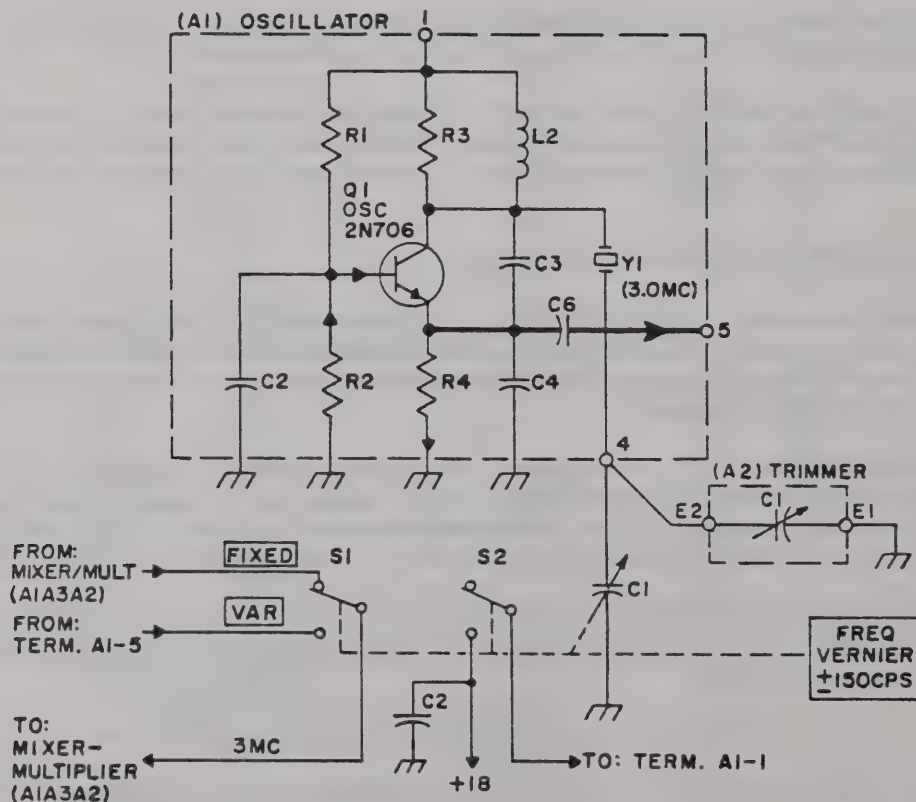 (A1) OSCILLATOR
1
R1
R3
L2
Q1
OSC
2N706
C3
Y1
(3.0MC)
C6
5
C2
R2
R4
C4
4
(A2) TRIMMER
C1
E2
E1
FROM:
MIXER/MULT
(A1A3A2)
FIXED
S1
S2
C1
FROM:
TERM. A1-5
VAR
FREQ
VERNIER
±150CPS
C2
TO:
MIXER-
MULTIPLIER
(A1A3A2)
3MC
+18
TO: TERM. A1-1